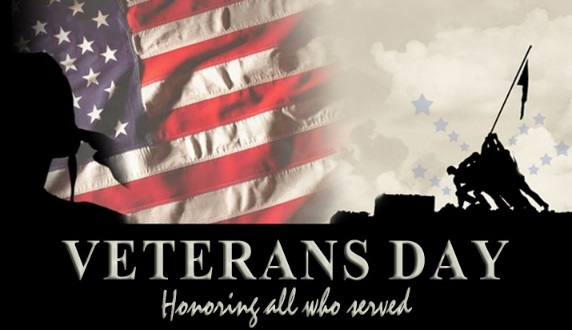 VETERANS DAY
Honoring all who served